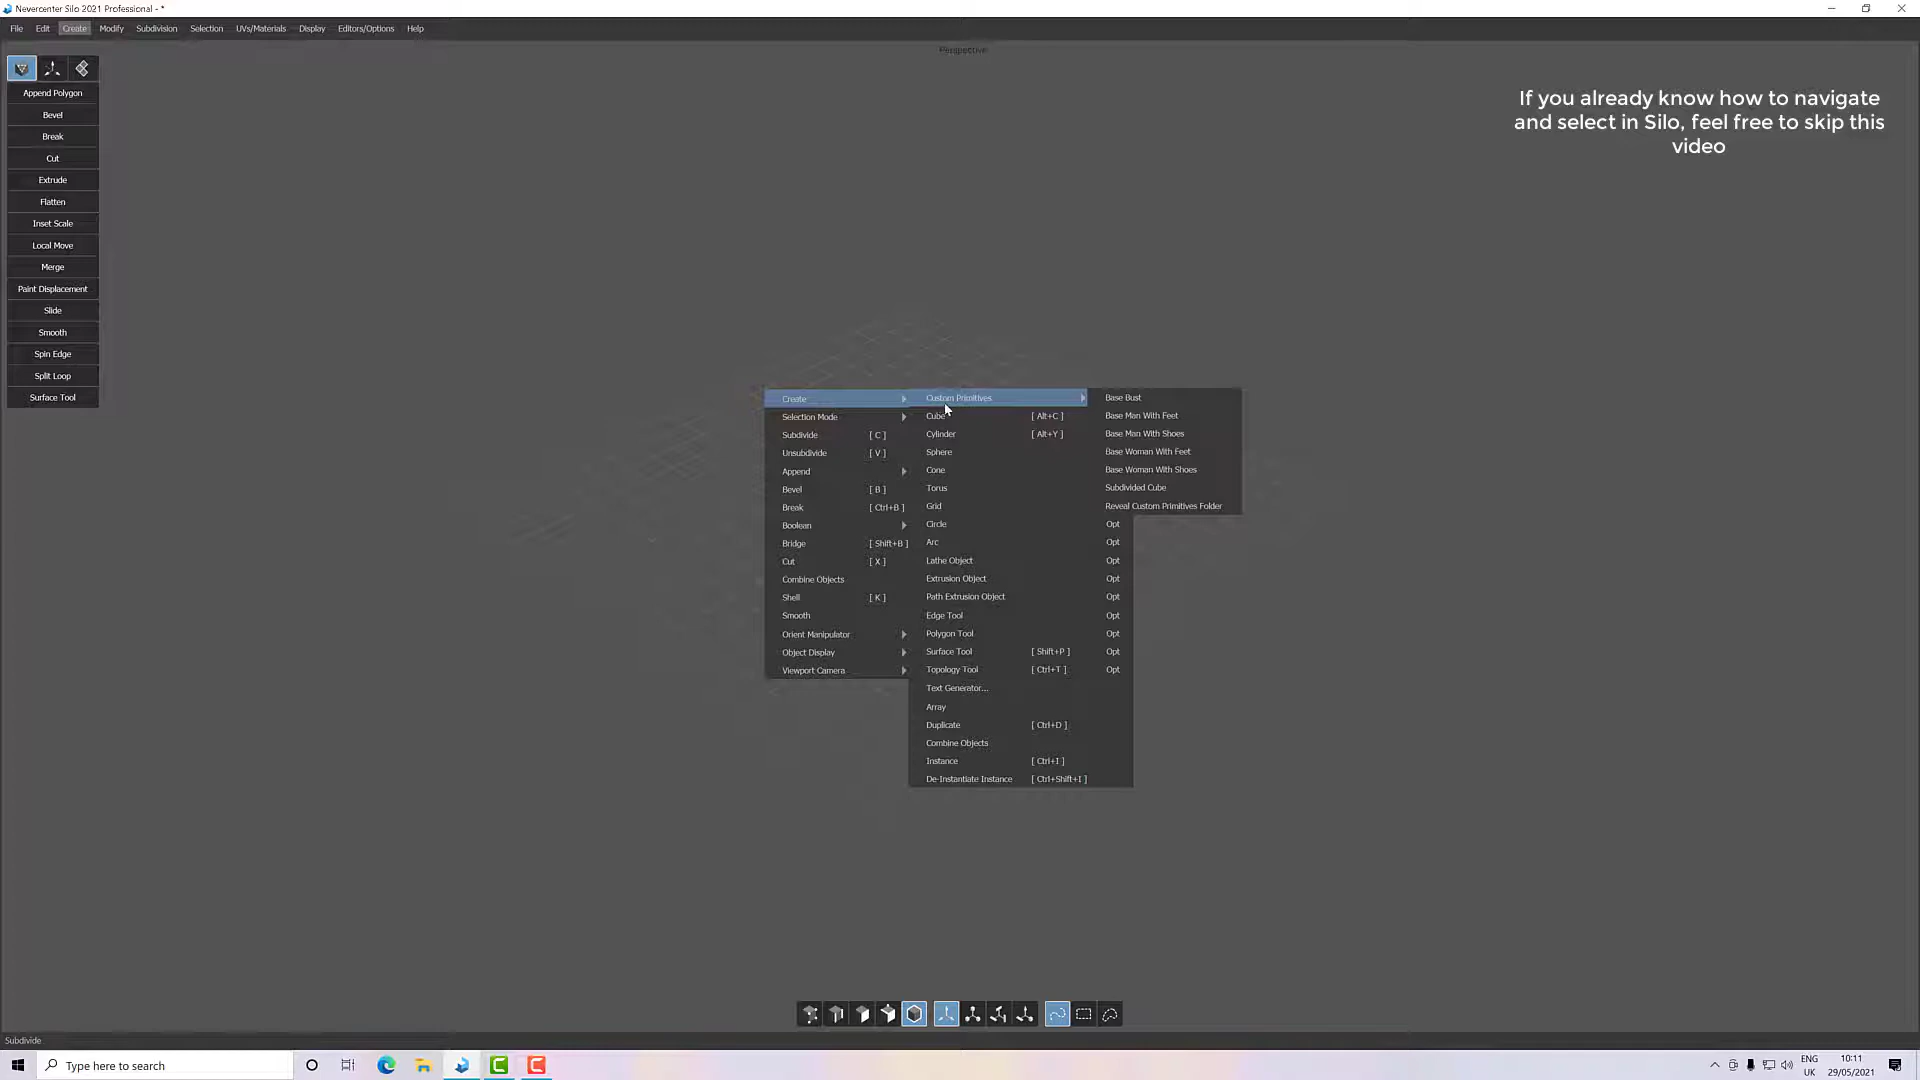 Nevercenter Silo 2021 Professional - *
File Edit Create Modify Subdivision Selection UVs/Materials Display Editors/Options Help
Perspective
If you already know how to navigate
and select in Silo, feel free to skip this
video
Append Polygon
Bevel
Break
Cut
Extrude
Flatten
Inset Scale
Local Move
Merge
Paint Displacement
Slide
Smooth
Spin Edge
Split Loop
Surface Tool
Create
Selection Mode
Subdivide [ C ]
Unsubdivide [ V ]
Append
Bevel [ B ]
Break [ Ctrl+B ]
Boolean
Bridge [ Shift+B ]
Cut [ X ]
Combine Objects
Shell [ K ]
Smooth
Orient Manipulator
Object Display
Viewport Camera
Custom Primitives
Cube [ Alt+C ]
Cylinder [ Alt+Y ]
Sphere
Cone
Torus
Grid
Circle Opt
Arc Opt
Lathe Object Opt
Extrusion Object Opt
Path Extrusion Object Opt
Edge Tool Opt
Polygon Tool Opt
Surface Tool [ Shift+P ] Opt
Topology Tool [ Ctrl+T ] Opt
Text Generator...
Array
Duplicate [ Ctrl+D ]
Combine Objects
Instance [ Ctrl+I ]
De-Instantiate Instance [ Ctrl+Shift+I ]
Base Bust
Base Man With Feet
Base Man With Shoes
Base Woman With Feet
Base Woman With Shoes
Subdivided Cube
Reveal Custom Primitives Folder
Subdivide
Type here to search
ENG
UK
10:11
29/05/2021